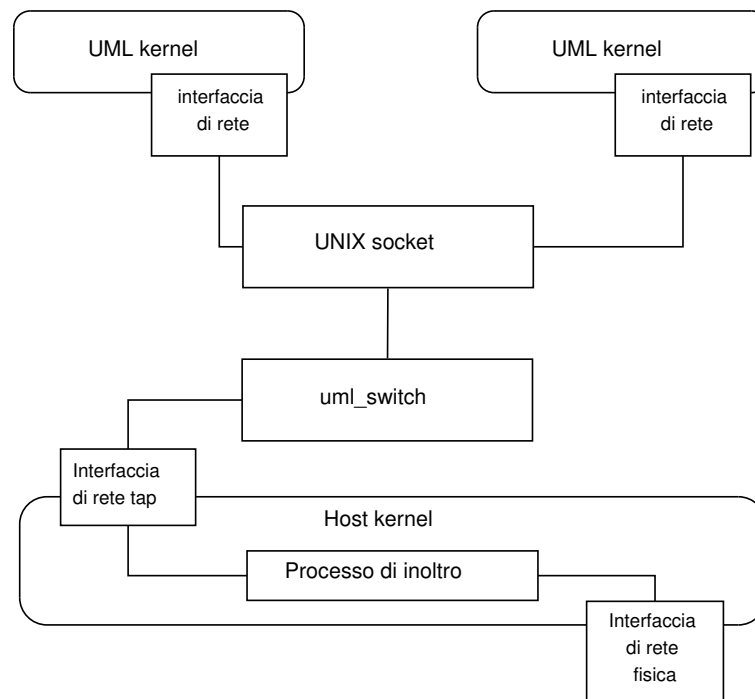 UML kernel
interfaccia
di rete
UML kernel
interfaccia
di rete
UNIX socket
uml_switch
Interfaccia
di rete tap
Host kernel
Processo di inoltro
Interfaccia
di rete
fisica